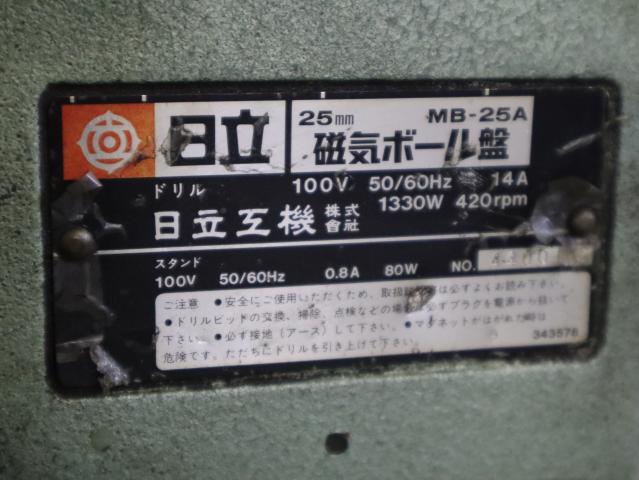 日立
25mm MB-25A
磁気ボール盤
ドリル 100V 50/60Hz 14A
1330W 420rpm
日立工機 株式會社
スタンド
100V 50/60Hz 0.8A 80W NO.
ご注意 ●安全にご使用いただくため、取扱説明書は必ずよくお読み下さい。
●ドリルビッドの交換、掃除、点検などの場合は必ずプラグを電源から抜いて
下さい。●必ず接地(アース)して下さい。●マグネットがはがれた時は
危険です。ただちにドリルを引き上げて下さい。
343576